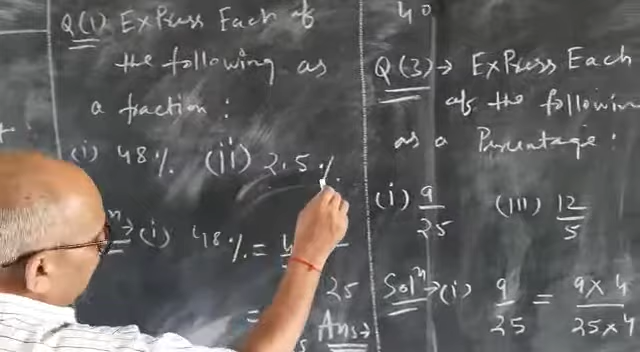 Q(1) Express Each of
the following as
a fraction:
(i) 48% (ii) 2.5%
(i) 48% =
25
=
Ans→
40
Q(3)→ Express Each
of the following
as a Percentage:
(i) 9/25 (iii) 12/5
Solⁿ→(i) 9/25 = 9×4/25×4